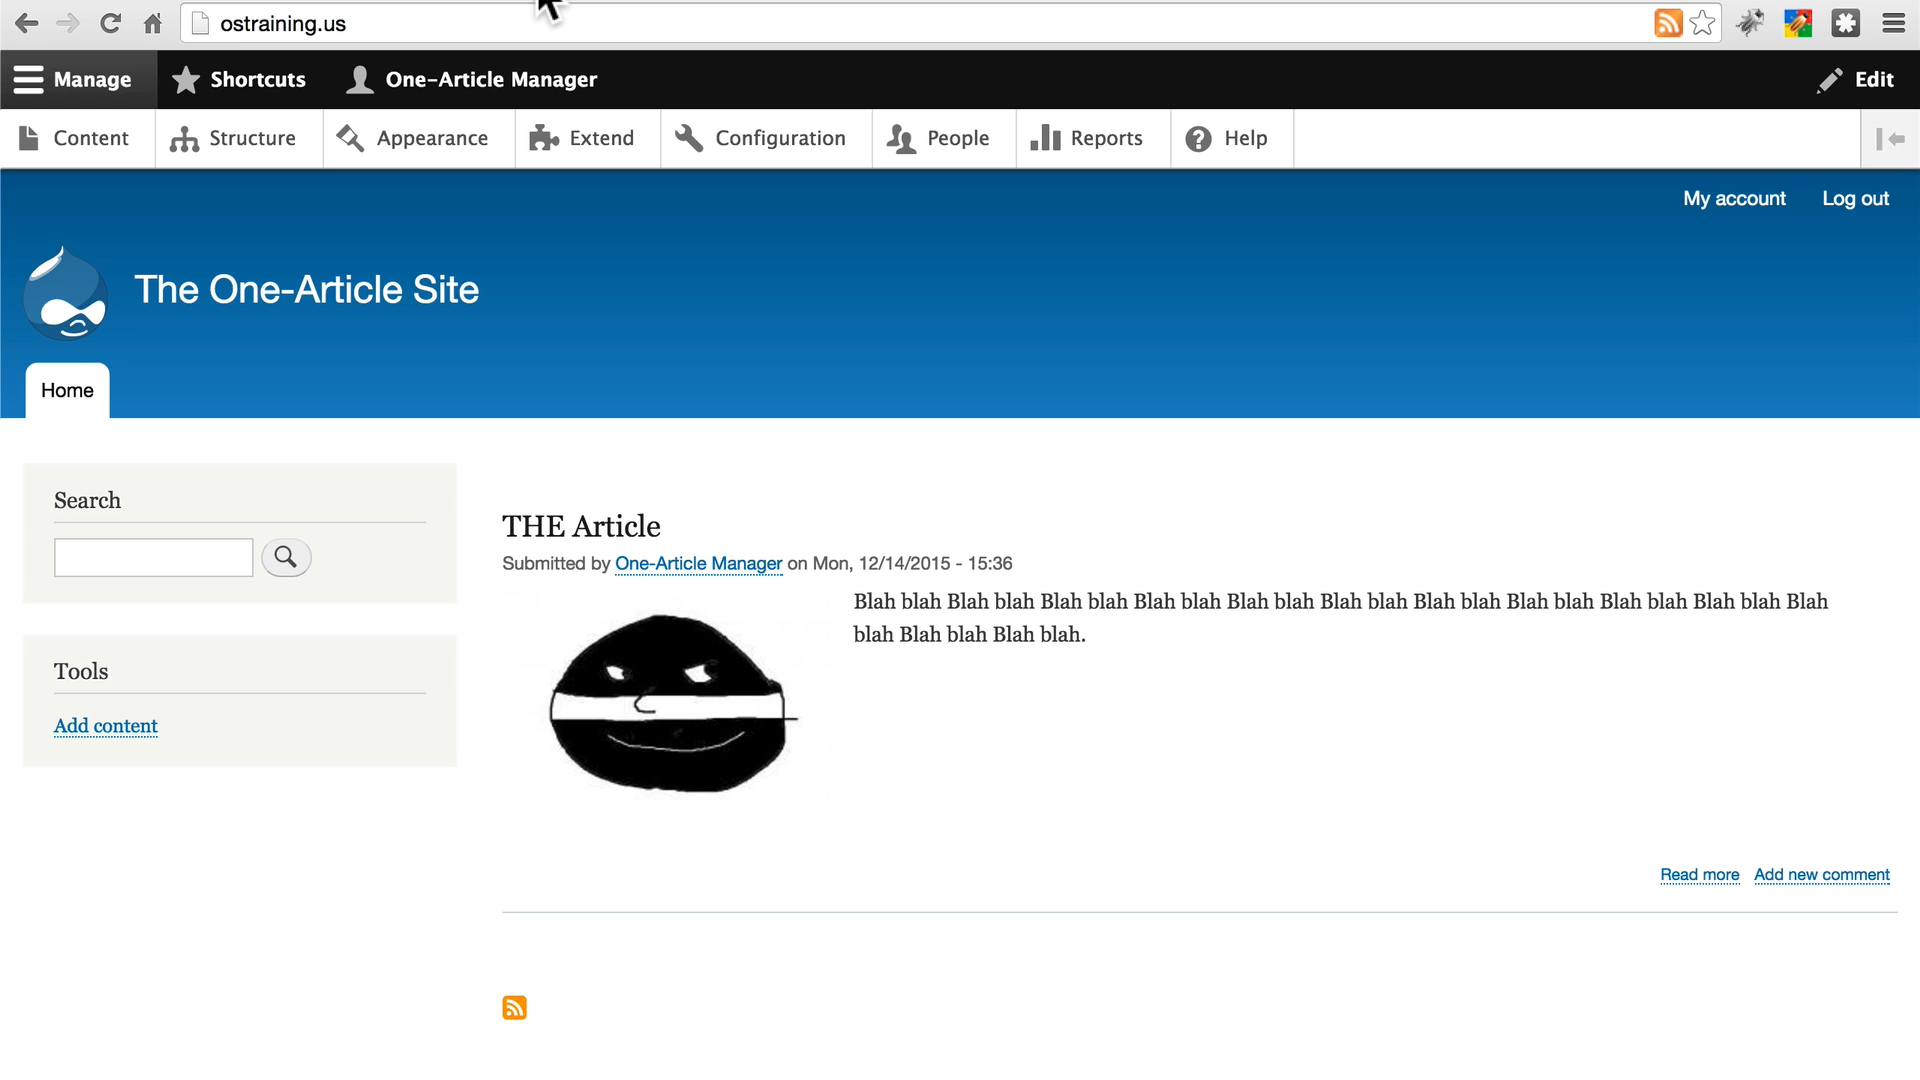 ostraining.us
Manage Shortcuts One-Article Manager Edit
Content Structure Appearance Extend Configuration People Reports Help
My account Log out
The One-Article Site
Home
Search
THE Article
Submitted by One-Article Manager on Mon, 12/14/2015 - 15:36
Blah blah Blah blah Blah blah Blah blah Blah blah Blah blah Blah blah Blah blah Blah blah Blah blah Blah
blah Blah blah Blah blah.
Tools
Add content
Read more Add new comment